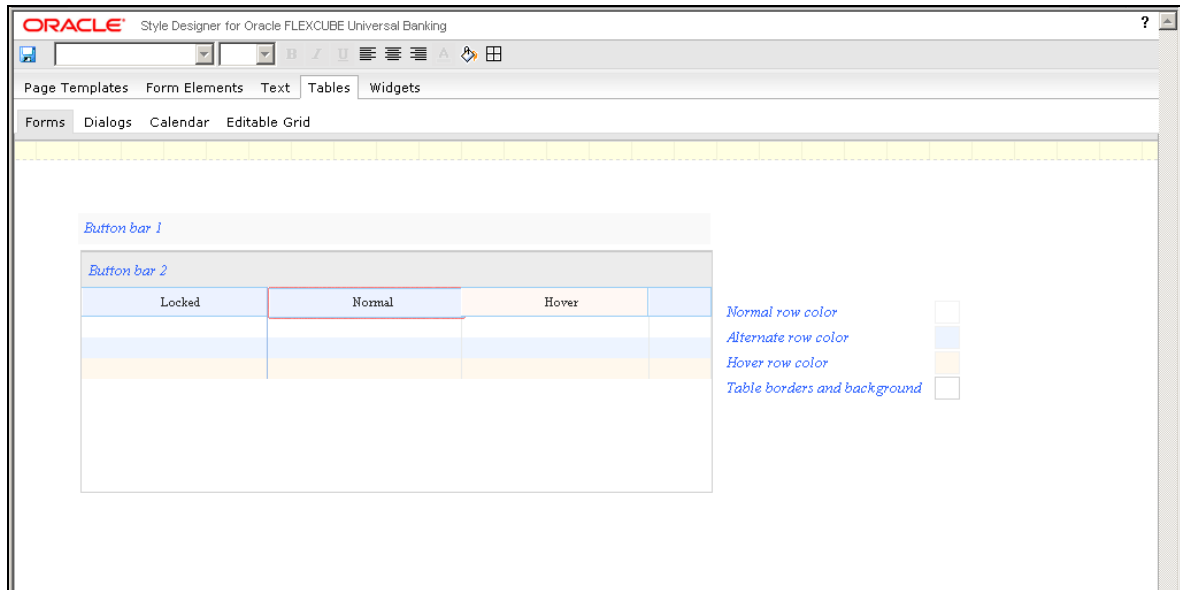 ORACLE® Style Designer for Oracle FLEXCUBE Universal Banking ?
B I U A
Page Templates Form Elements Text Tables Widgets
Forms Dialogs Calendar Editable Grid
Button bar 1
Button bar 2
Locked Normal Hover
Normal row color
Alternate row color
Hover row color
Table borders and background